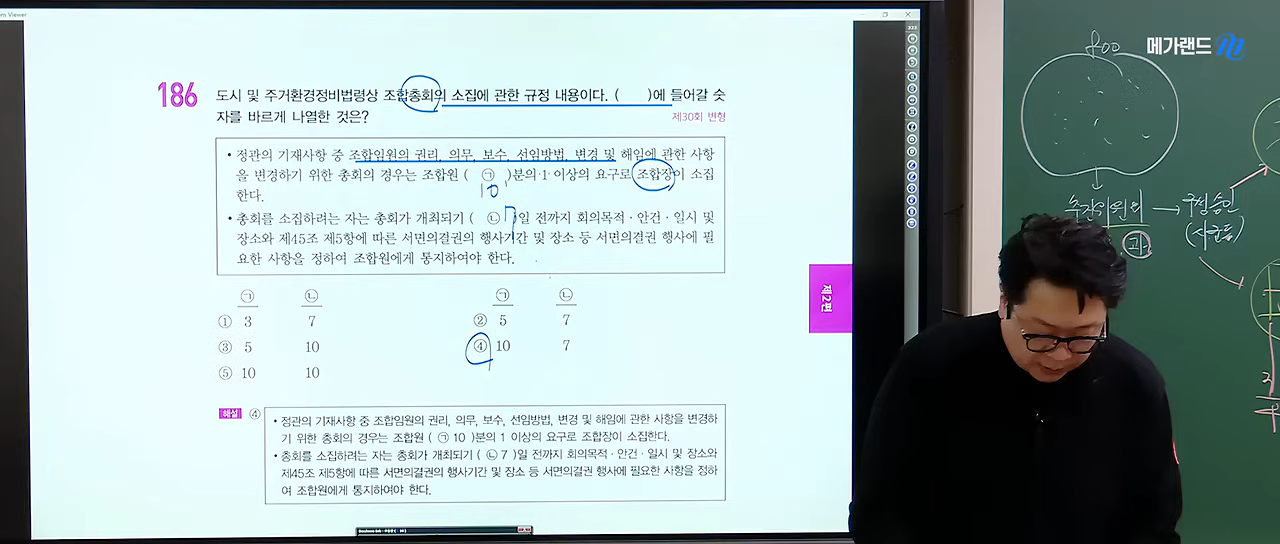 메가랜드
186
도시 및 주거환경정비법령상 조합총회의 소집에 관한 규정 내용이다. ( )에 들어갈 숫
자를 바르게 나열한 것은?
제30회 변형
• 정관의 기재사항 중 조합임원의 권리, 의무, 보수, 선임방법, 변경 및 해임에 관한 사항
을 변경하기 위한 총회의 경우는 조합원 ( ㉠ )분의 1 이상의 요구로 조합장이 소집
10
한다.
• 총회를 소집하려는 자는 총회가 개최되기 ( ㉡ 7 )일 전까지 회의목적·안건·일시 및
장소와 제45조 제5항에 따른 서면의결권의 행사기간 및 장소 등 서면의결권 행사에 필
요한 사항을 정하여 조합원에게 통지하여야 한다.
㉠ ㉡ ㉠ ㉡
① 3 7 ② 5 7
③ 5 10 ④ 10 7
⑤ 10 10
해설 ④
• 정관의 기재사항 중 조합임원의 권리, 의무, 보수, 선임방법, 변경 및 해임에 관한 사항을 변경하
기 위한 총회의 경우는 조합원 ( ㉠ 10 )분의 1 이상의 요구로 조합장이 소집한다.
• 총회를 소집하려는 자는 총회가 개최되기 ( ㉡ 7 )일 전까지 회의목적·안건·일시 및 장소와
제45조 제5항에 따른 서면의결권의 행사기간 및 장소 등 서면의결권 행사에 필요한 사항을 정하
여 조합원에게 통지하여야 한다.
제2편
추진위원회 → 구성승인
(시·군등)
과